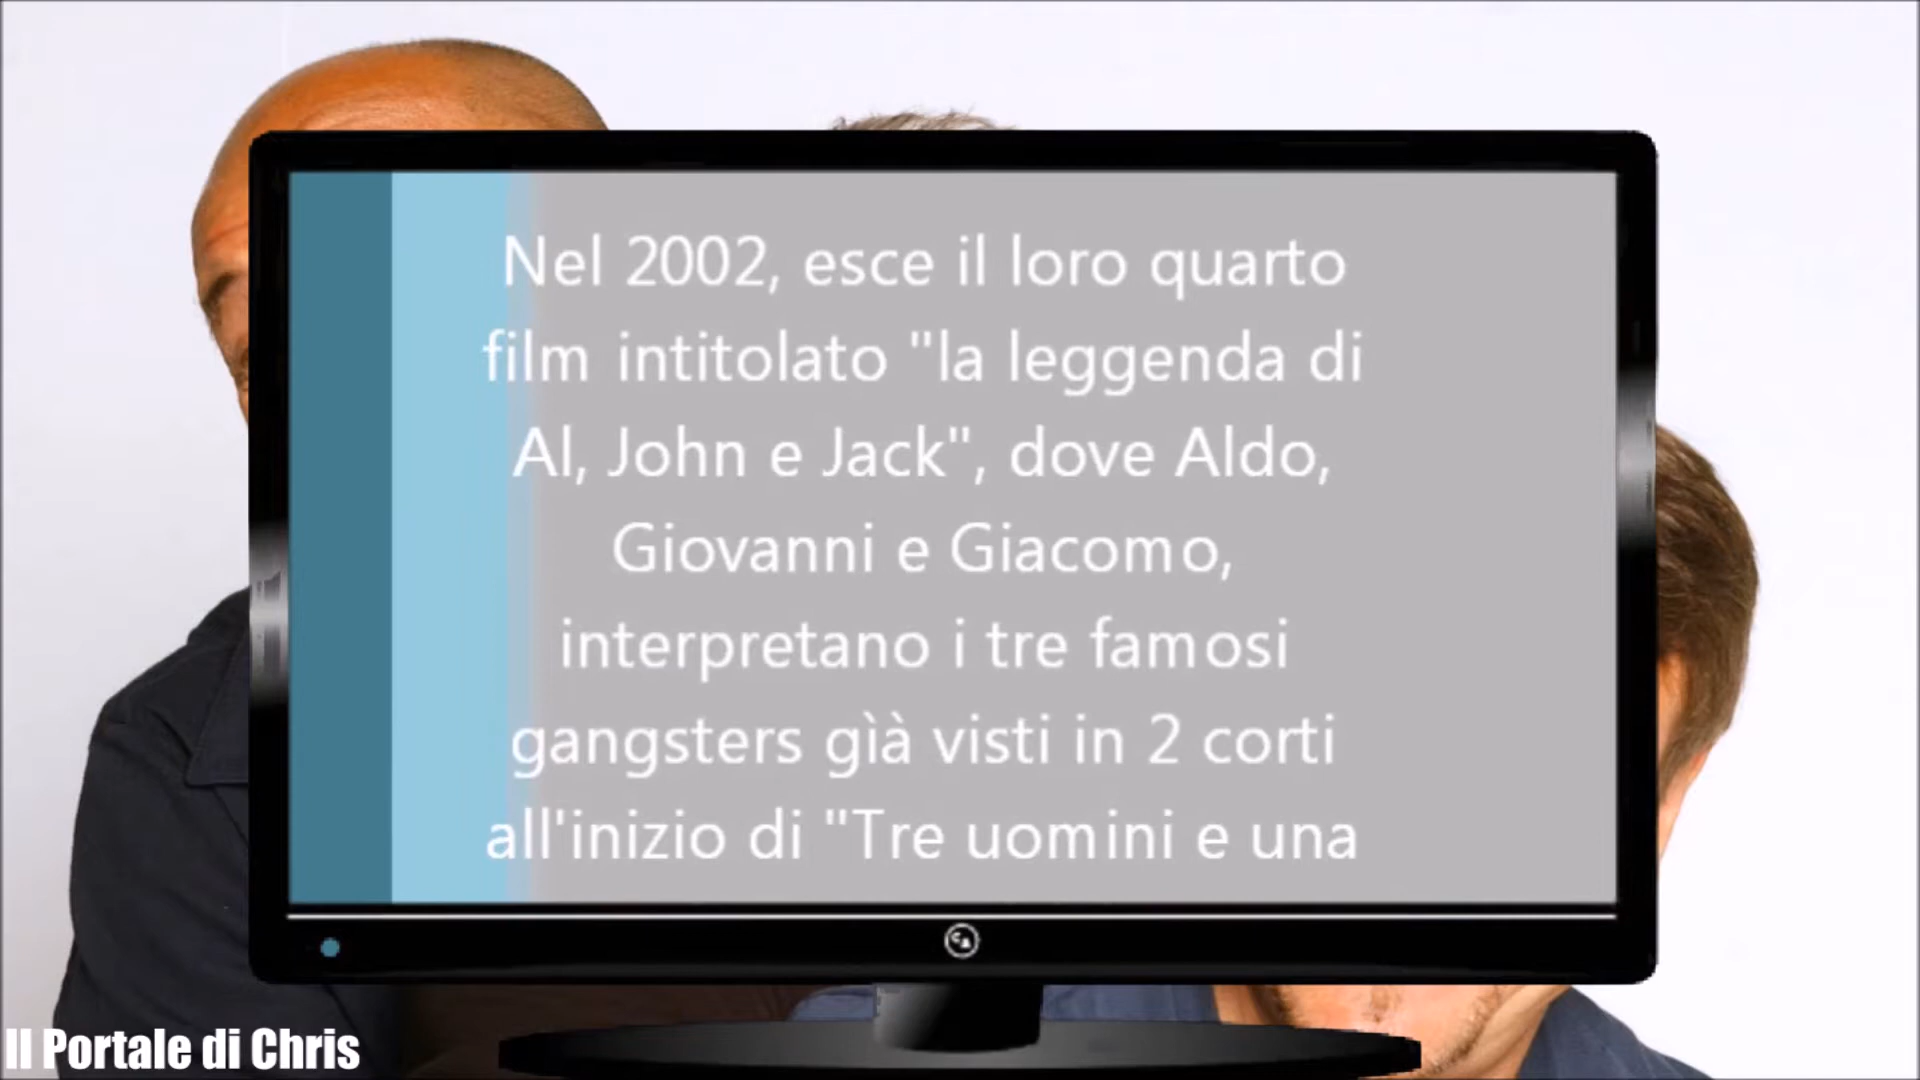 Nel 2002, esce il loro quarto
film intitolato "la leggenda di
Al, John e Jack", dove Aldo,
Giovanni e Giacomo,
interpretano i tre famosi
gangsters gìà visti in 2 corti
all'inizio di "Tre uomini e una
Il Portale di Chris